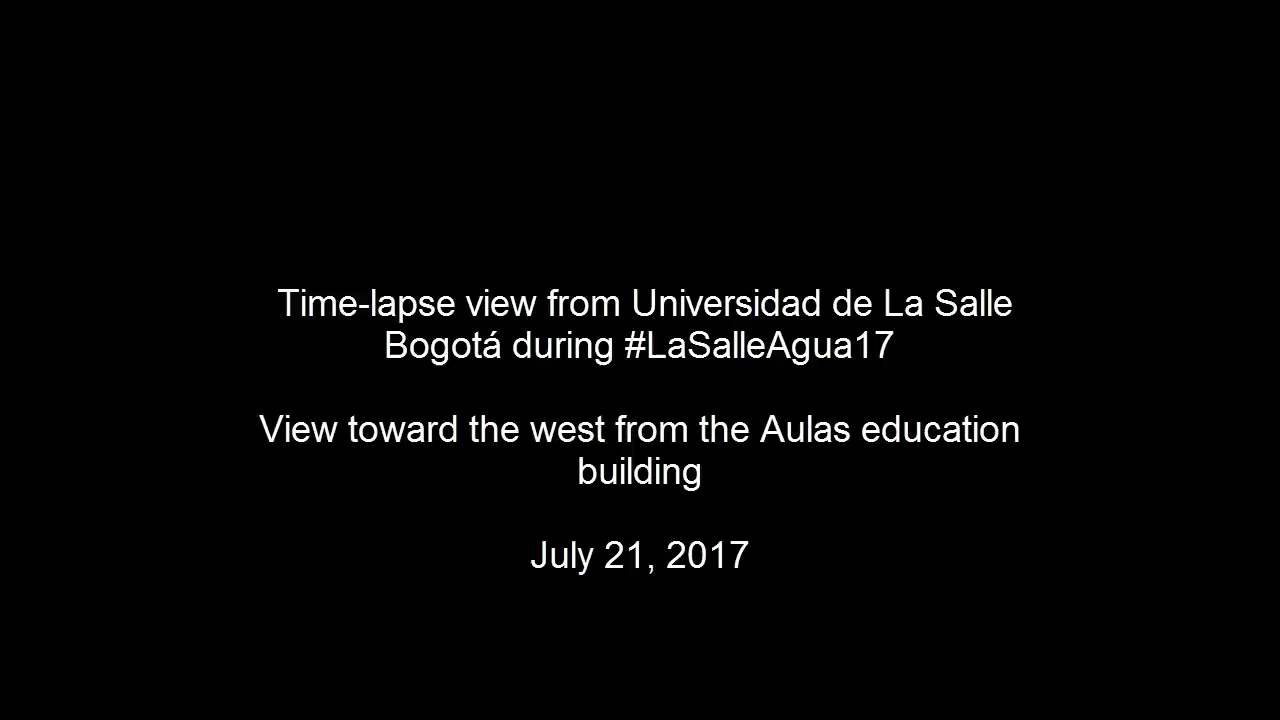 Time-lapse view from Universidad de La Salle
Bogotá during #LaSalleAgua17
View toward the west from the Aulas education
building
July 21, 2017